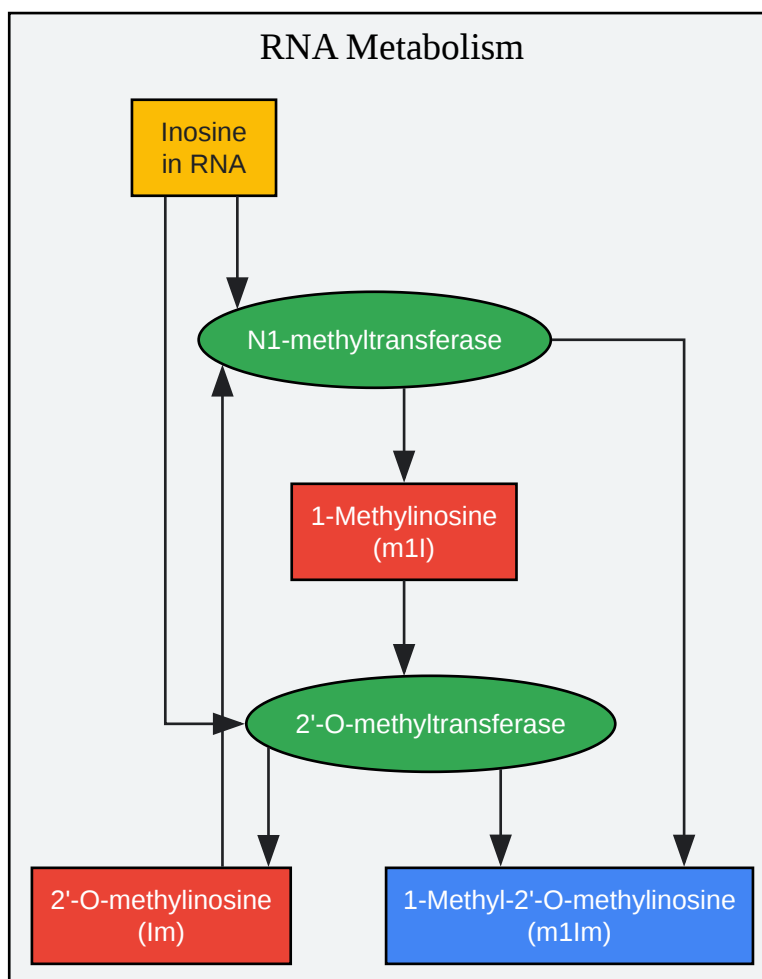 RNA Metabolism
Inosine
in RNA
N1-methyltransferase
1-Methylinosine
(m1I)
2'-O-methyltransferase
2'-O-methylinosine
(Im)
1-Methyl-2'-O-methylinosine
(m1Im)